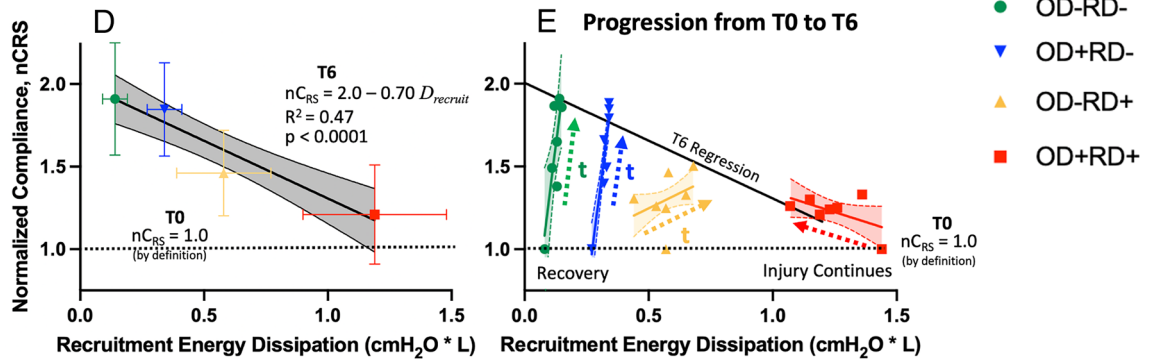 D
Normalized Compliance, nCRS
2.0
1.5
1.0
T6
nC_RS = 2.0 – 0.70 D_recruit
R² = 0.47
p < 0.0001
T0
nC_RS = 1.0
(by definition)
0.0
0.5
1.0
1.5
Recruitment Energy Dissipation (cmH₂O * L)
E
Progression from T0 to T6
2.0
1.5
1.0
T6 Regression
t
t
t
Recovery
Injury Continues
T0
nC_RS = 1.0
(by definition)
0.0
0.5
1.0
1.5
Recruitment Energy Dissipation (cmH₂O * L)
OD-RD-
OD+RD-
OD-RD+
OD+RD+